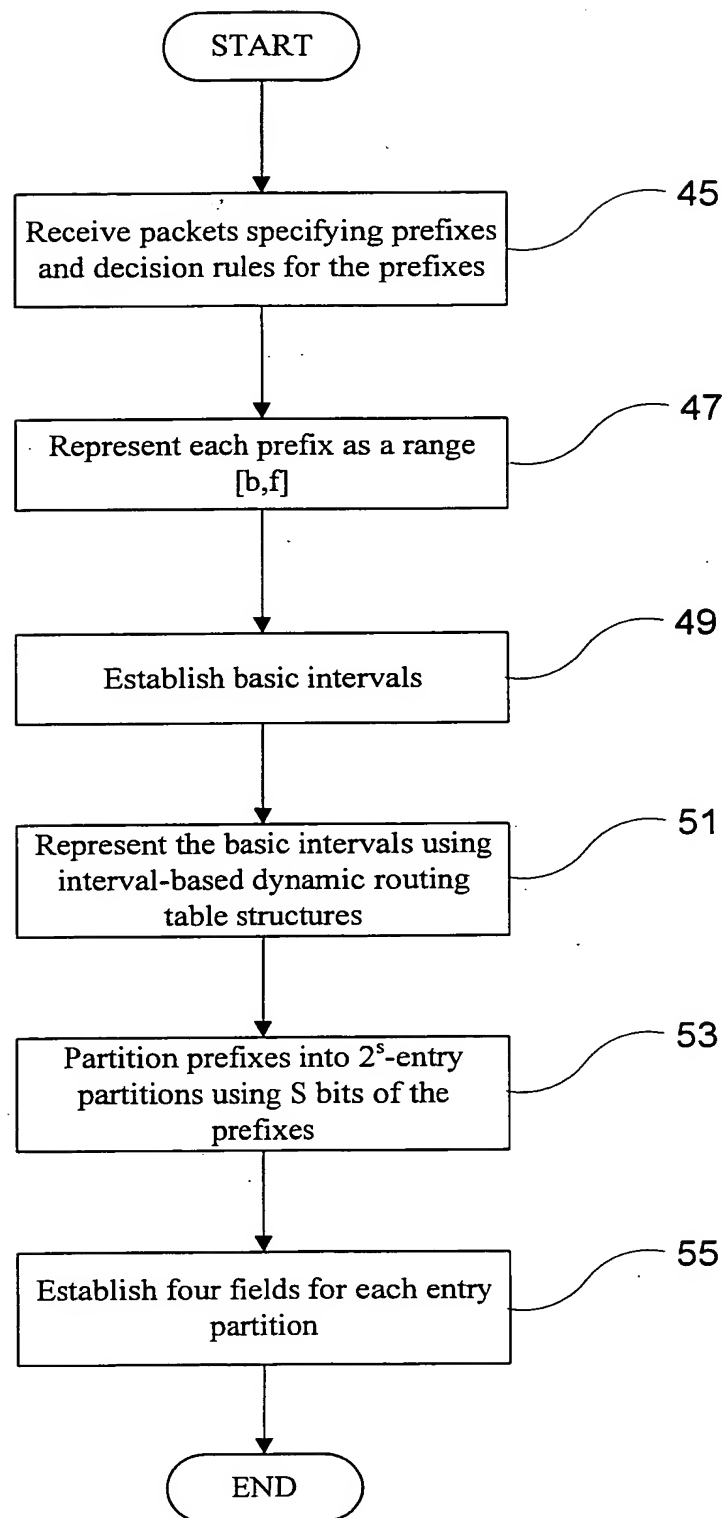 START
Receive packets specifying prefixes
and decision rules for the prefixes
45
Represent each prefix as a range
[b,f]
47
Establish basic intervals
49
Represent the basic intervals using
interval-based dynamic routing
table structures
51
Partition prefixes into 2ˢ-entry
partitions using S bits of the
prefixes
53
Establish four fields for each entry
partition
55
END